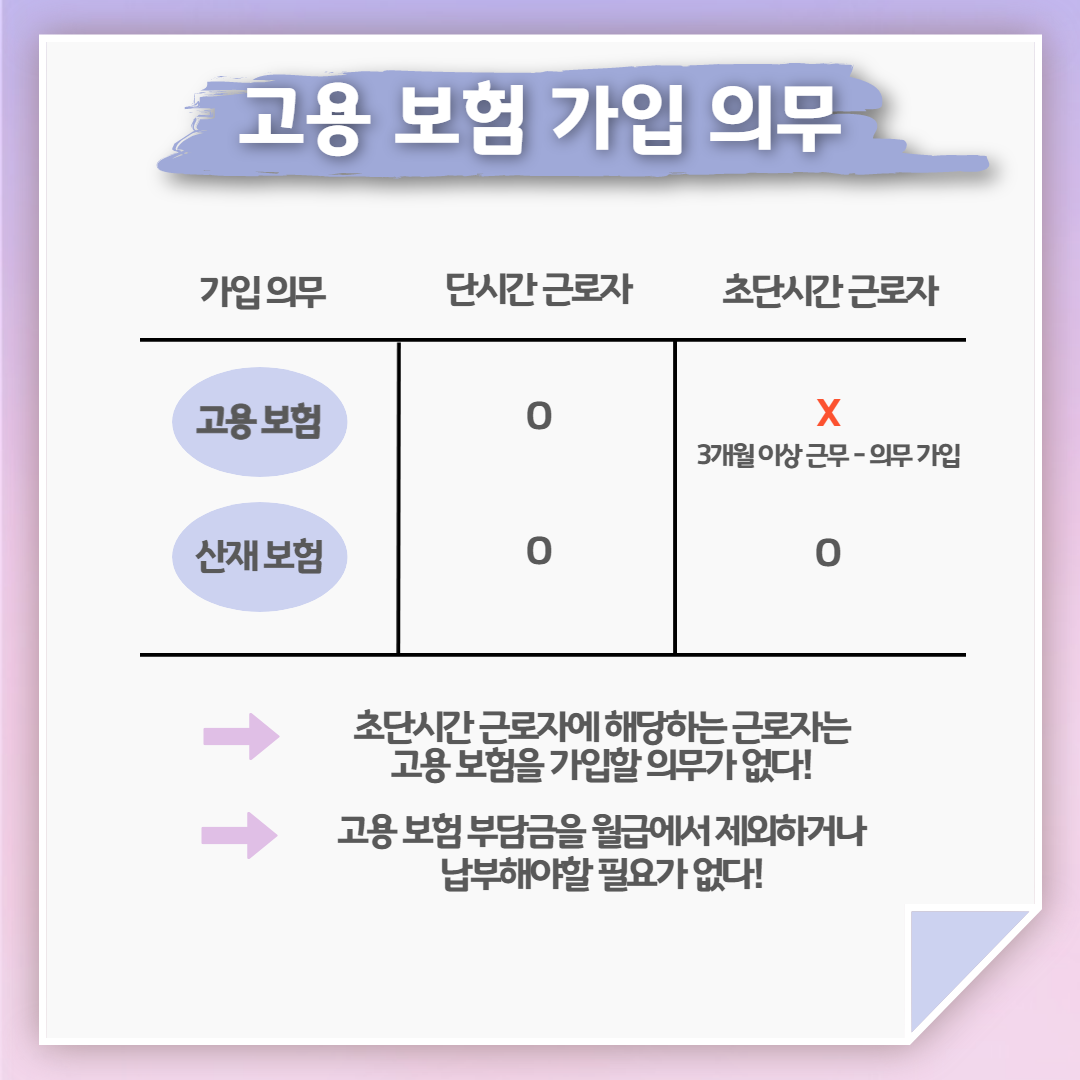 고용 보험 가입 의무
가입 의무 단시간 근로자 초단시간 근로자
고용 보험 O X
3개월 이상 근무 - 의무 가입
산재 보험 O O
초단시간 근로자에 해당하는 근로자는
고용 보험을 가입할 의무가 없다!
고용 보험 부담금을 월급에서 제외하거나
납부해야할 필요가 없다!